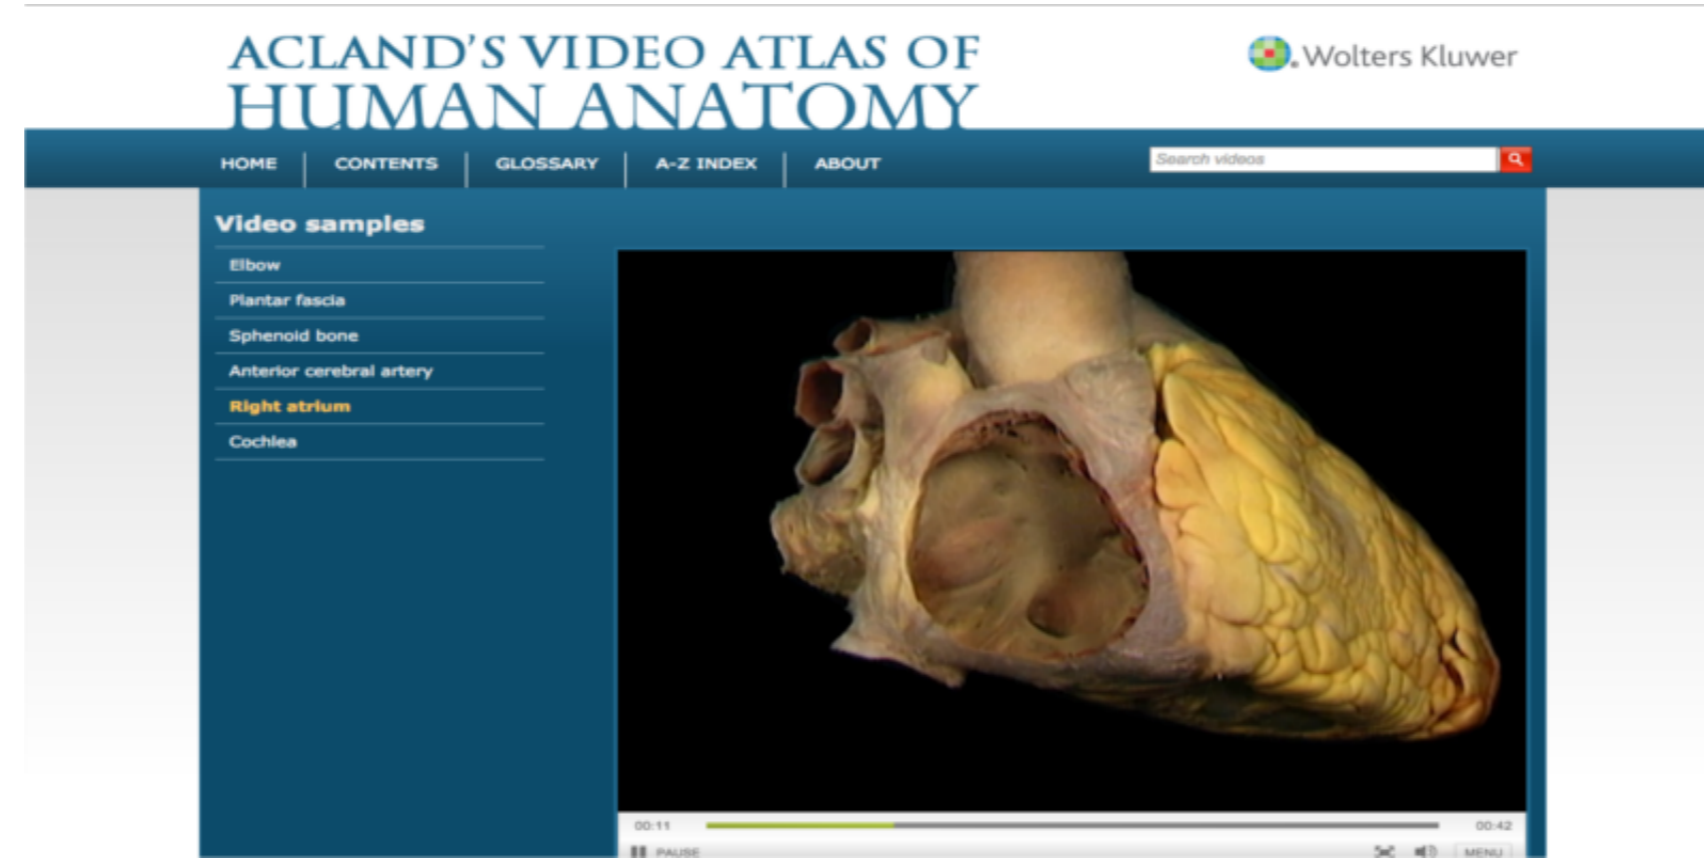 ACLAND'S VIDEO ATLAS OF
HUMAN ANATOMY
Wolters Kluwer
HOME
CONTENTS
GLOSSARY
A-Z INDEX
ABOUT
Search videos
Video samples
Elbow
Plantar fascia
Sphenoid bone
Anterior cerebral artery
Right atrium
Cochlea
00:11
00:42
PAUSE
MENU